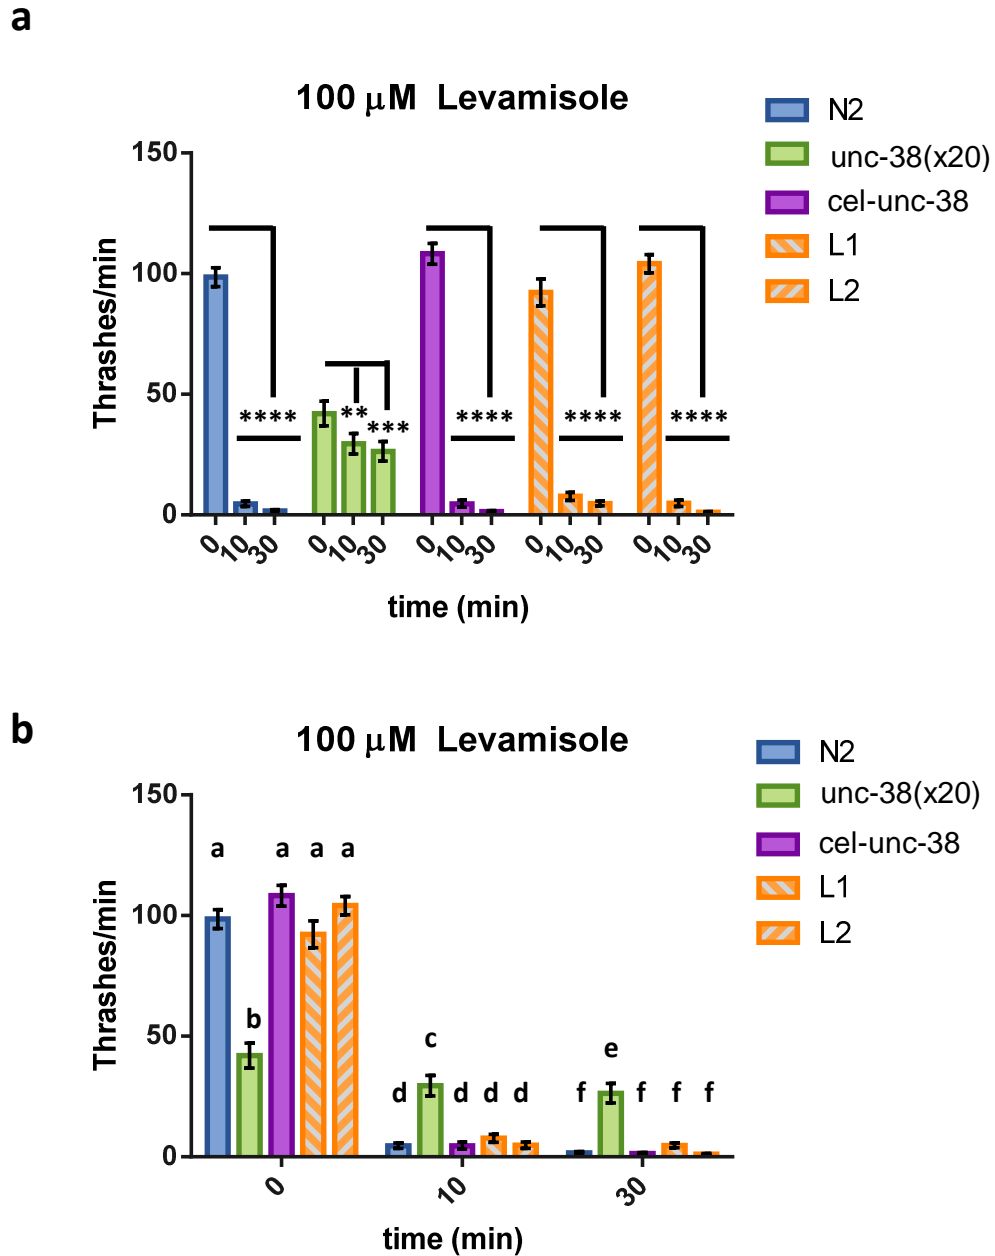 a
100 μM Levamisole
N2
unc-38(x20)
cel-unc-38
L1
L2
150
100
50
0
Thrashes/min
**** ** *** **** **** ****
0 10 30 0 10 30 0 10 30 0 10 30 0 10 30
time (min)
b
100 μM Levamisole
N2
unc-38(x20)
cel-unc-38
L1
L2
150
100
50
0
Thrashes/min
a a a a
b
c
d d d d
e
f f f f
0 10 30
time (min)